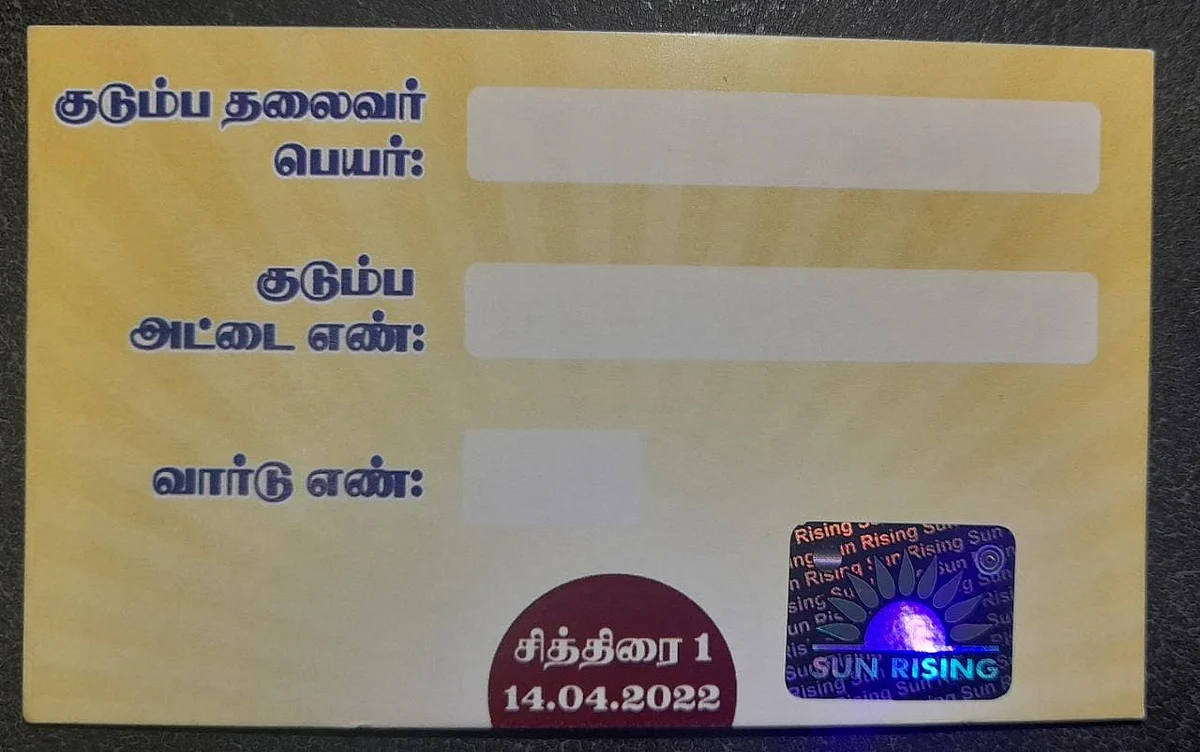 குடும்ப தலைவர்
பெயர்:
குடும்ப
அட்டை எண்:
வார்டு எண்:
சித்திரை 1
14.04.2022
SUN RISING